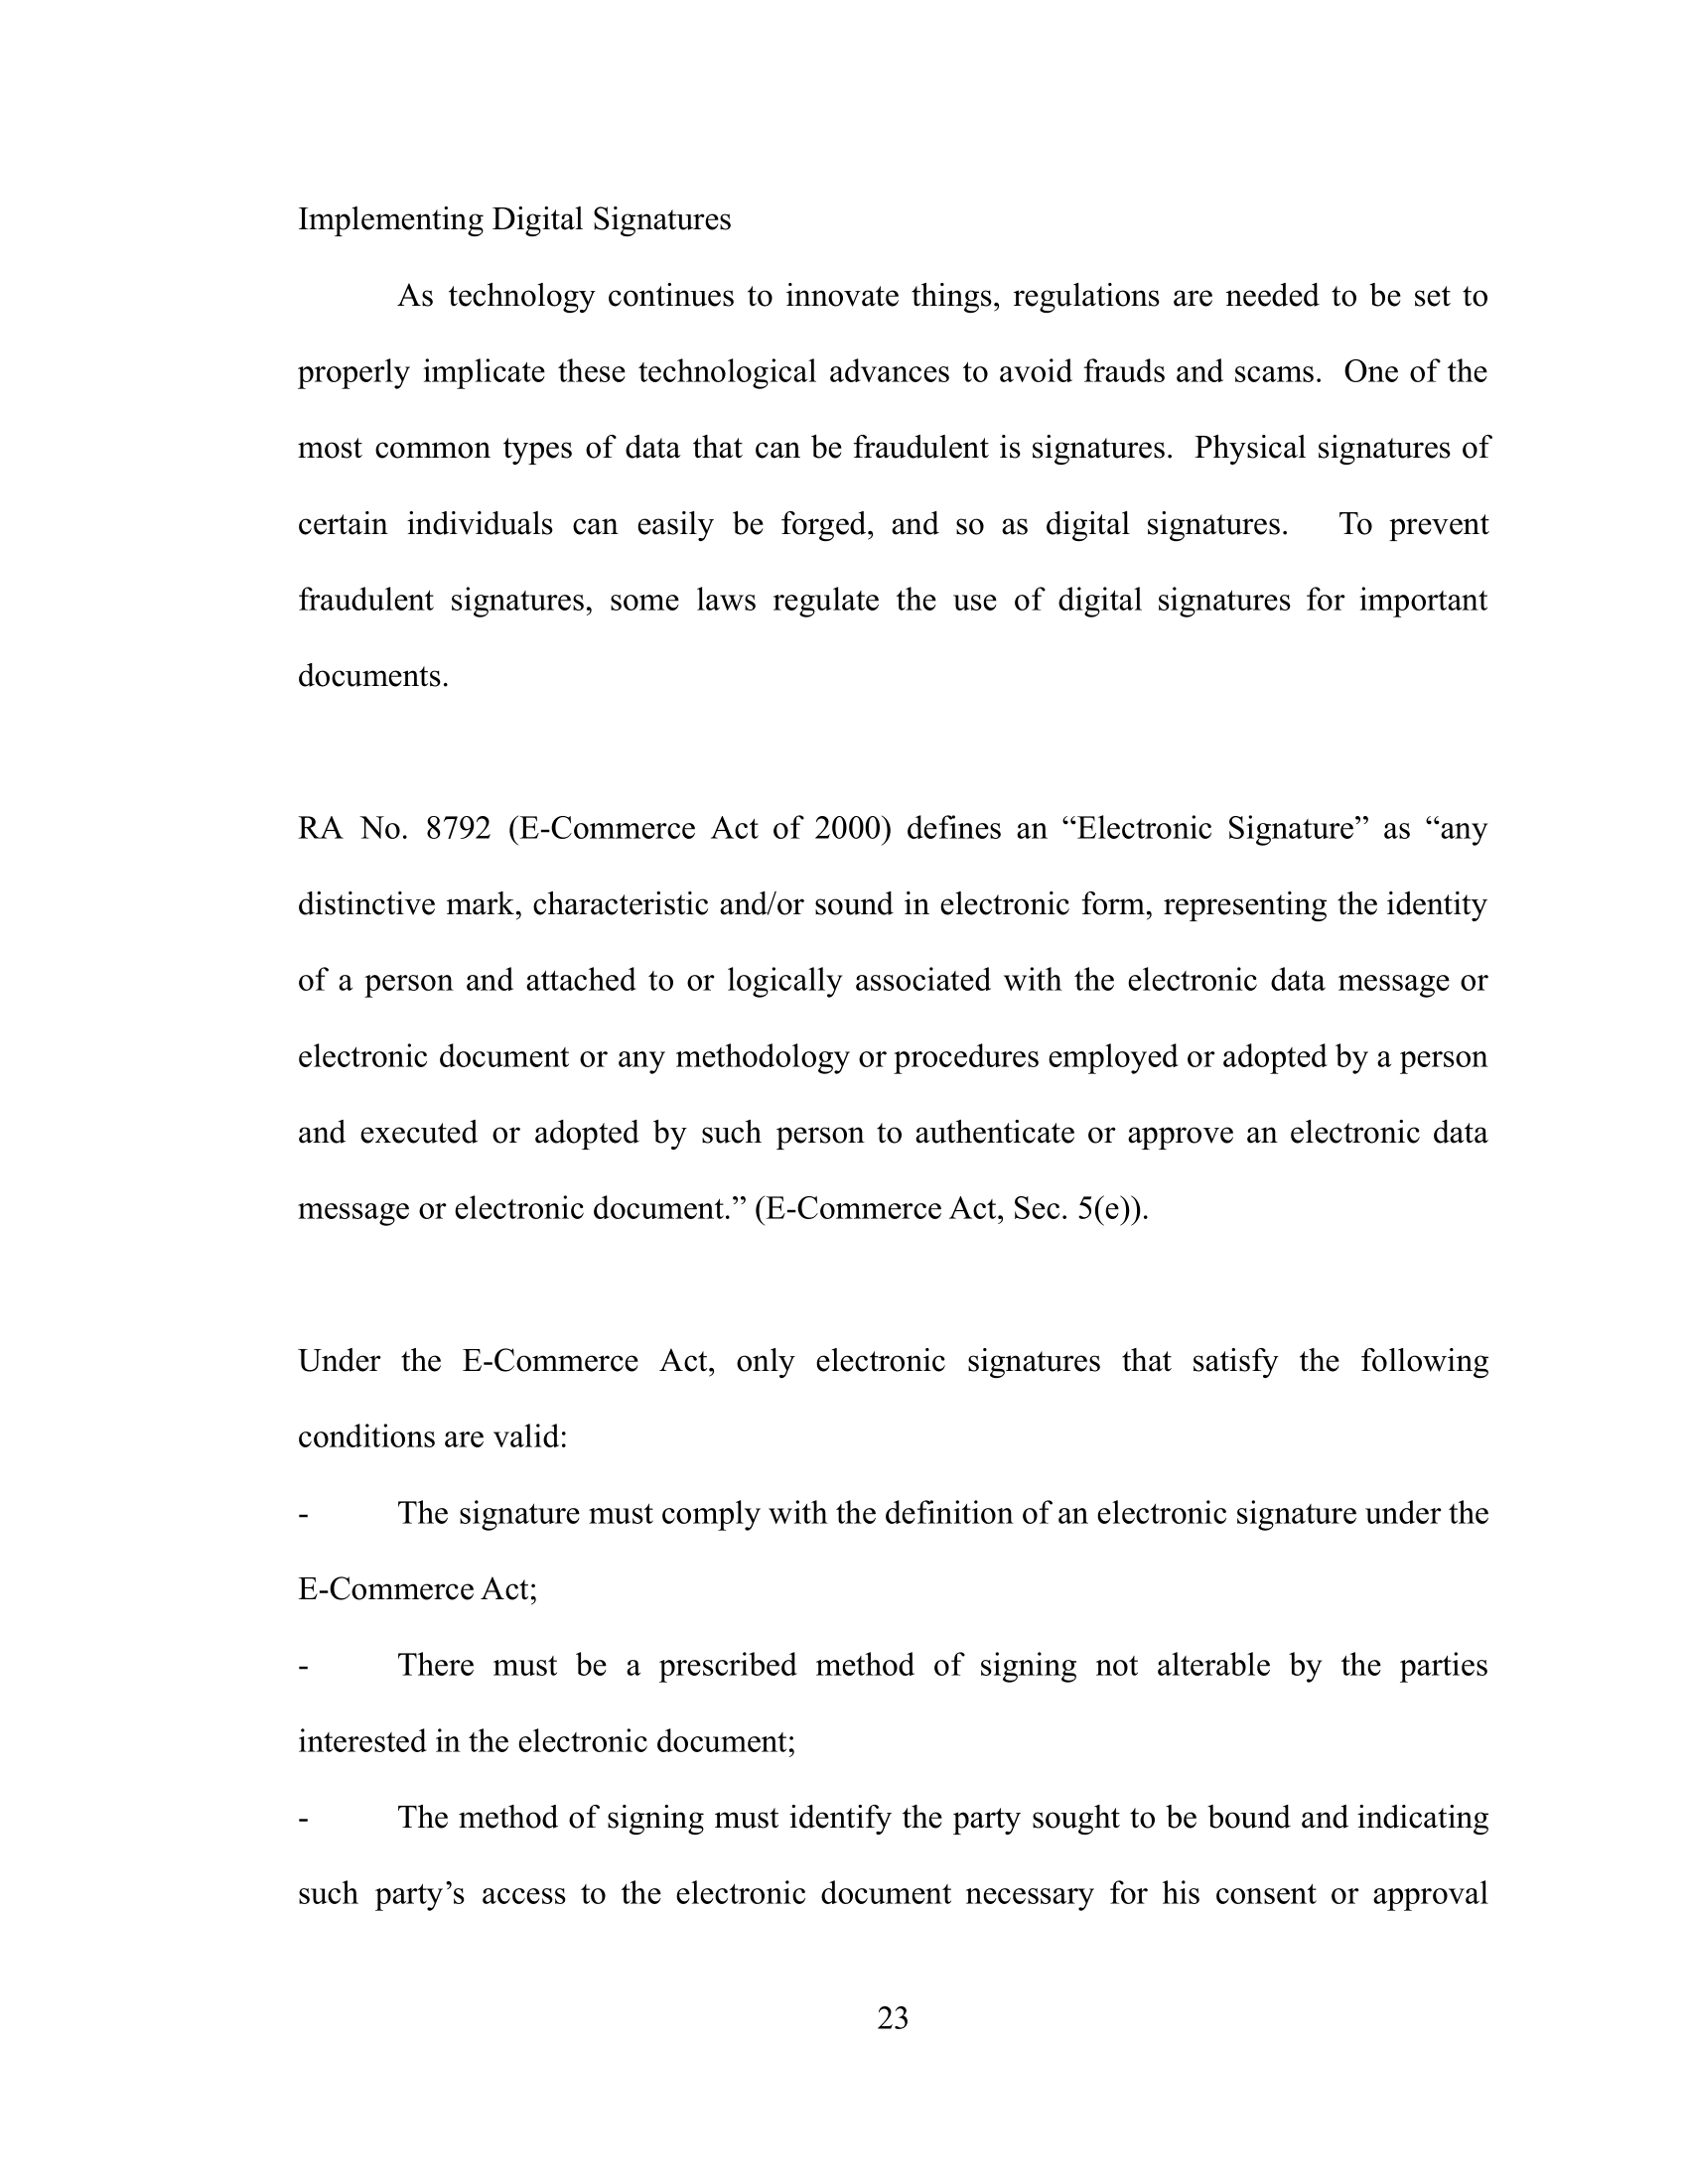 Implementing Digital Signatures
As technology continues to innovate things, regulations are needed to be set to
properly implicate these technological advances to avoid frauds and scams.  One of the
most common types of data that can be fraudulent is signatures.  Physical signatures of
certain individuals can easily be forged, and so as digital signatures.   To prevent
fraudulent signatures, some laws regulate the use of digital signatures for important
documents.
RA No. 8792 (E-Commerce Act of 2000) defines an “Electronic Signature” as “any
distinctive mark, characteristic and/or sound in electronic form, representing the identity
of a person and attached to or logically associated with the electronic data message or
electronic document or any methodology or procedures employed or adopted by a person
and executed or adopted by such person to authenticate or approve an electronic data
message or electronic document.” (E-Commerce Act, Sec. 5(e)).
Under the E-Commerce Act, only electronic signatures that satisfy the following
conditions are valid:
- The signature must comply with the definition of an electronic signature under the
E-Commerce Act;
- There must be a prescribed method of signing not alterable by the parties
interested in the electronic document;
- The method of signing must identify the party sought to be bound and indicating
such party’s access to the electronic document necessary for his consent or approval
23